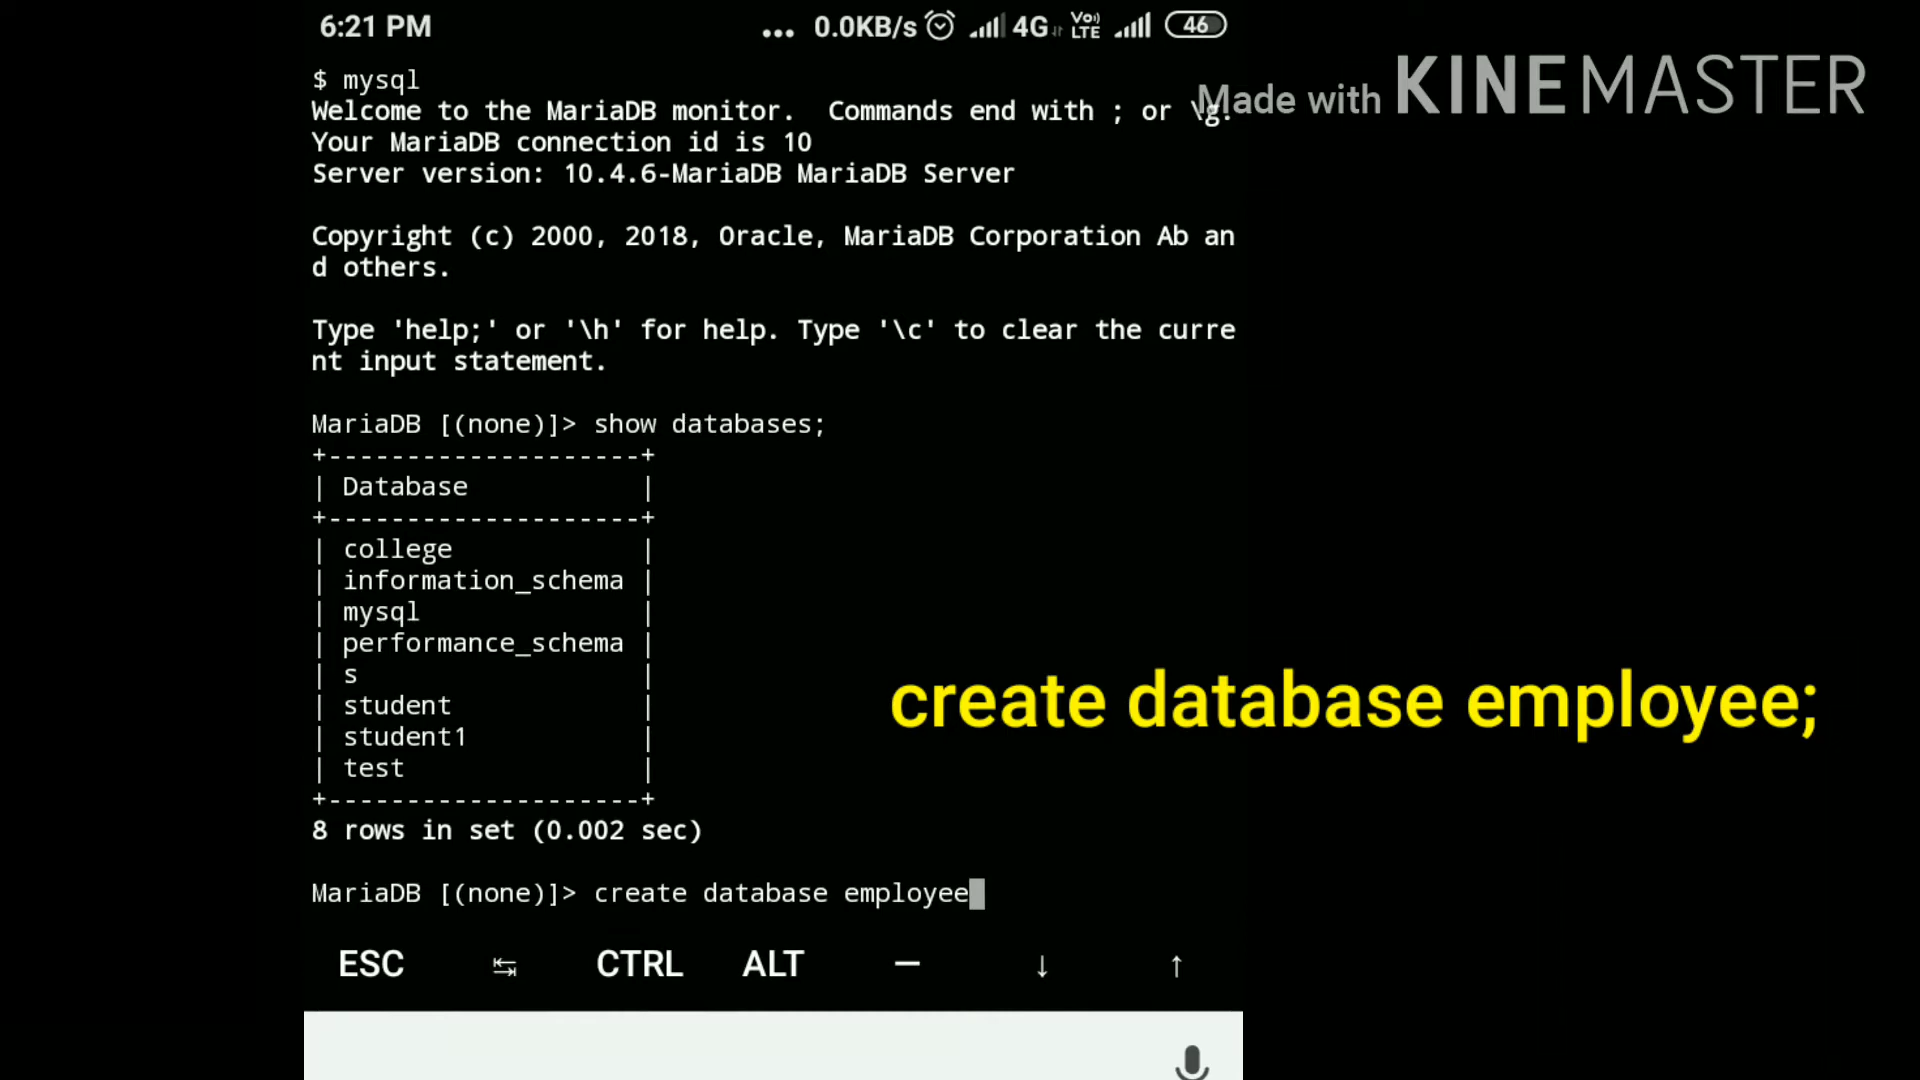 6:21 PM ... 0.0KB/s 4G Vo) LTE 46
Made with KINEMASTER
$ mysql
Welcome to the MariaDB monitor.  Commands end with ; or \g.
Your MariaDB connection id is 10
Server version: 10.4.6-MariaDB MariaDB Server
Copyright (c) 2000, 2018, Oracle, MariaDB Corporation Ab an
d others.
Type 'help;' or '\h' for help. Type '\c' to clear the curre
nt input statement.
MariaDB [(none)]> show databases;
+--------------------+
| Database           |
+--------------------+
| college            |
| information_schema |
| mysql              |
| performance_schema |
| s                  |
| student            |
| student1           |
| test               |
+--------------------+
8 rows in set (0.002 sec)
create database employee;
MariaDB [(none)]> create database employee
ESC ⇆ CTRL ALT — ↓ ↑